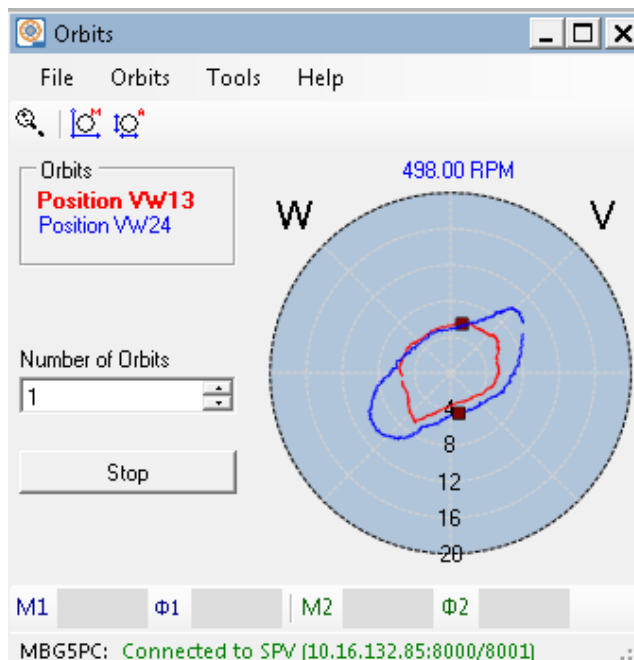 Orbits
File Orbits Tools Help
M A
Orbits
Position VW13
Position VW24
498.00 RPM
W V
Number of Orbits
1
Stop
4
8
12
16
20
M1 Φ1 M2 Φ2
MBG5PC: Connected to SPV (10.16.132.85:8000/8001)